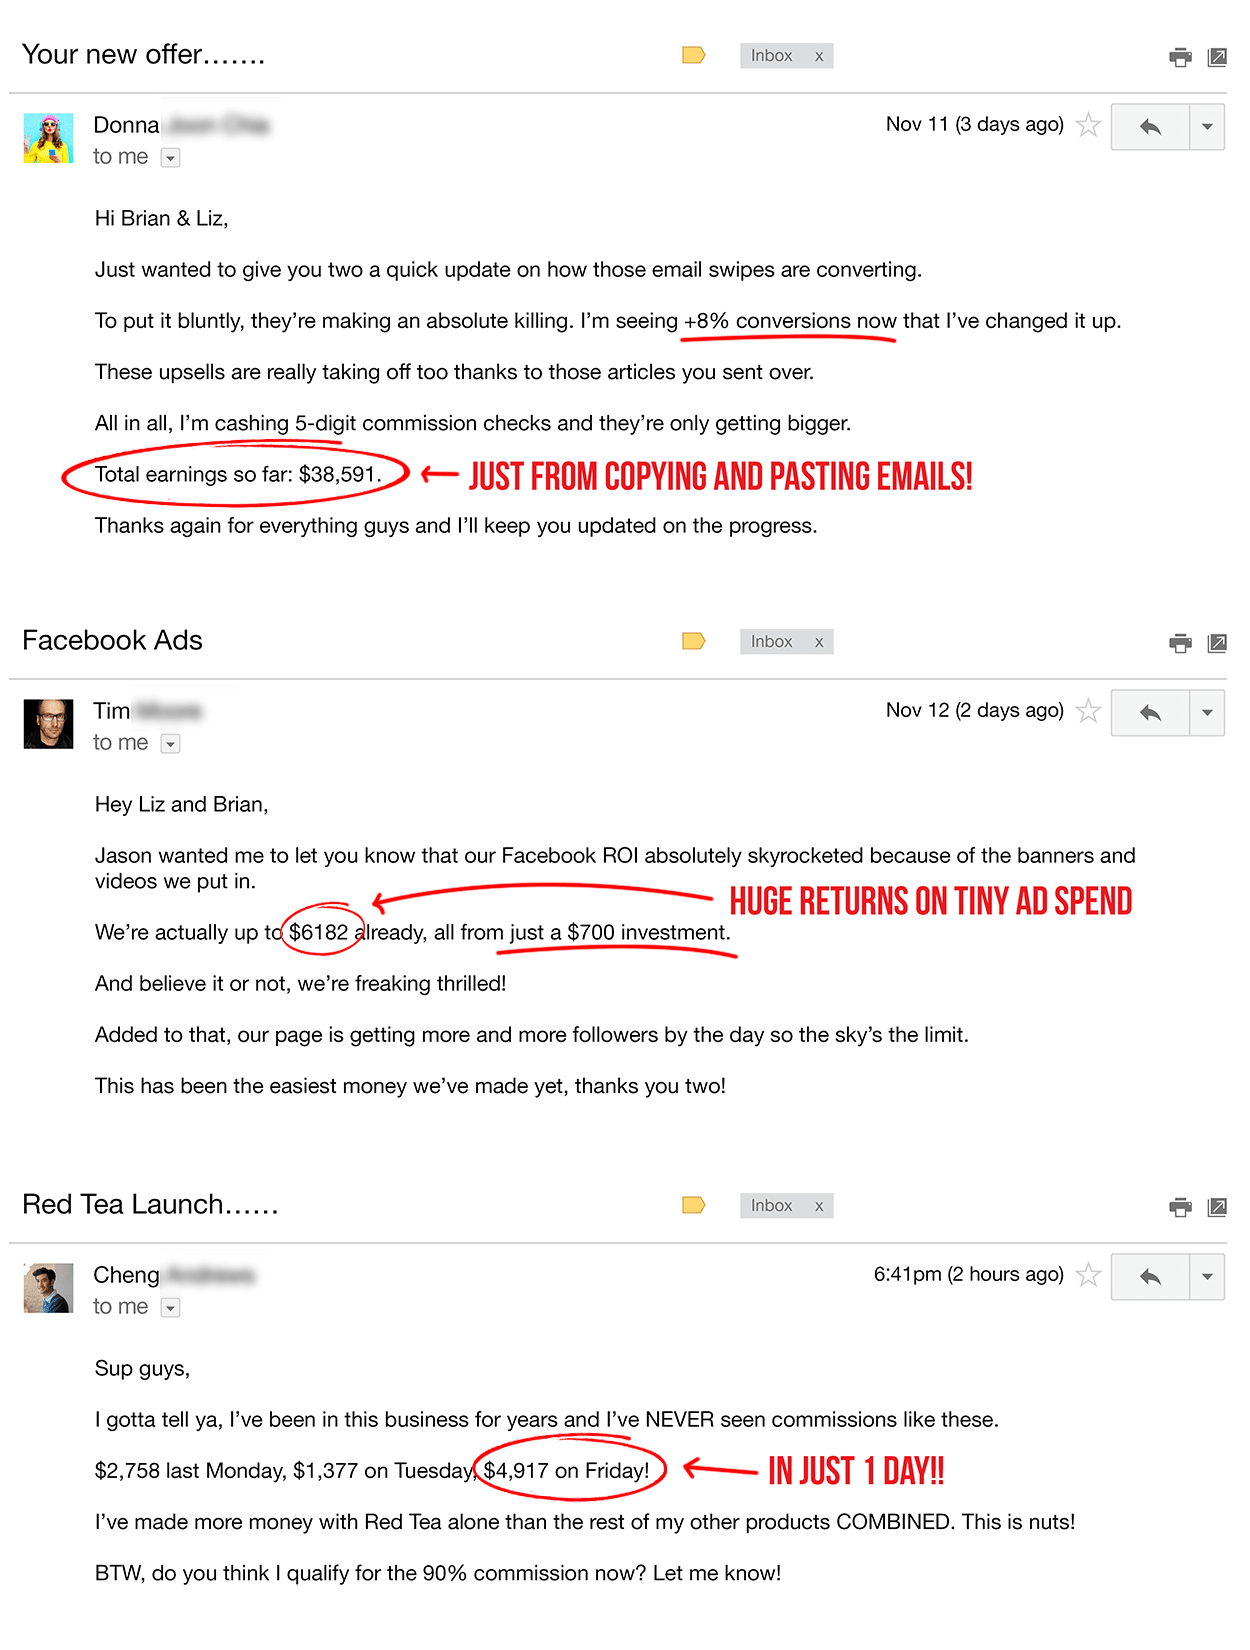 Your new offer.......
Inbox x
Donna
Nov 11 (3 days ago)
to me
Hi Brian & Liz,
Just wanted to give you two a quick update on how those email swipes are converting.
To put it bluntly, they’re making an absolute killing. I’m seeing +8% conversions now that I’ve changed it up.
These upsells are really taking off too thanks to those articles you sent over.
All in all, I’m cashing 5-digit commission checks and they’re only getting bigger.
Total earnings so far: $38,591.
JUST FROM COPYING AND PASTING EMAILS!
Thanks again for everything guys and I’ll keep you updated on the progress.
Facebook Ads
Inbox x
Tim
Nov 12 (2 days ago)
to me
Hey Liz and Brian,
Jason wanted me to let you know that our Facebook ROI absolutely skyrocketed because of the banners and
videos we put in.
HUGE RETURNS ON TINY AD SPEND
We’re actually up to $6182 already, all from just a $700 investment.
And believe it or not, we’re freaking thrilled!
Added to that, our page is getting more and more followers by the day so the sky’s the limit.
This has been the easiest money we’ve made yet, thanks you two!
Red Tea Launch......
Inbox x
Cheng
6:41pm (2 hours ago)
to me
Sup guys,
I gotta tell ya, I’ve been in this business for years and I’ve NEVER seen commissions like these.
$2,758 last Monday, $1,377 on Tuesday, $4,917 on Friday!
IN JUST 1 DAY!!
I’ve made more money with Red Tea alone than the rest of my other products COMBINED. This is nuts!
BTW, do you think I qualify for the 90% commission now? Let me know!